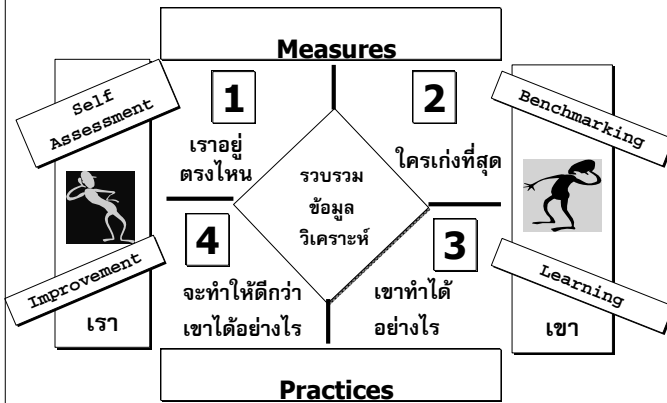 Measures
Self
Assessment
1
เราอยู่
ตรงไหน
2
ใครเก่งที่สุด
Benchmarking
รวบรวม
ข้อมูล
วิเคราะห์
4
จะทำให้ดีกว่า
เขาได้อย่างไร
3
เขาทำได้
อย่างไร
Improvement
เรา
Learning
เขา
Practices